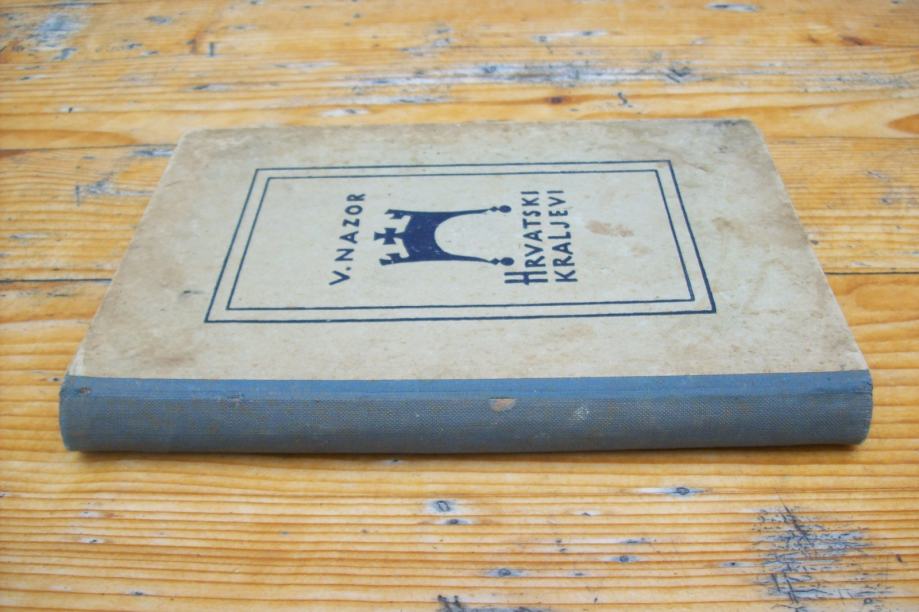 V. NAZOR
HRVATSKI
KRALJEVI